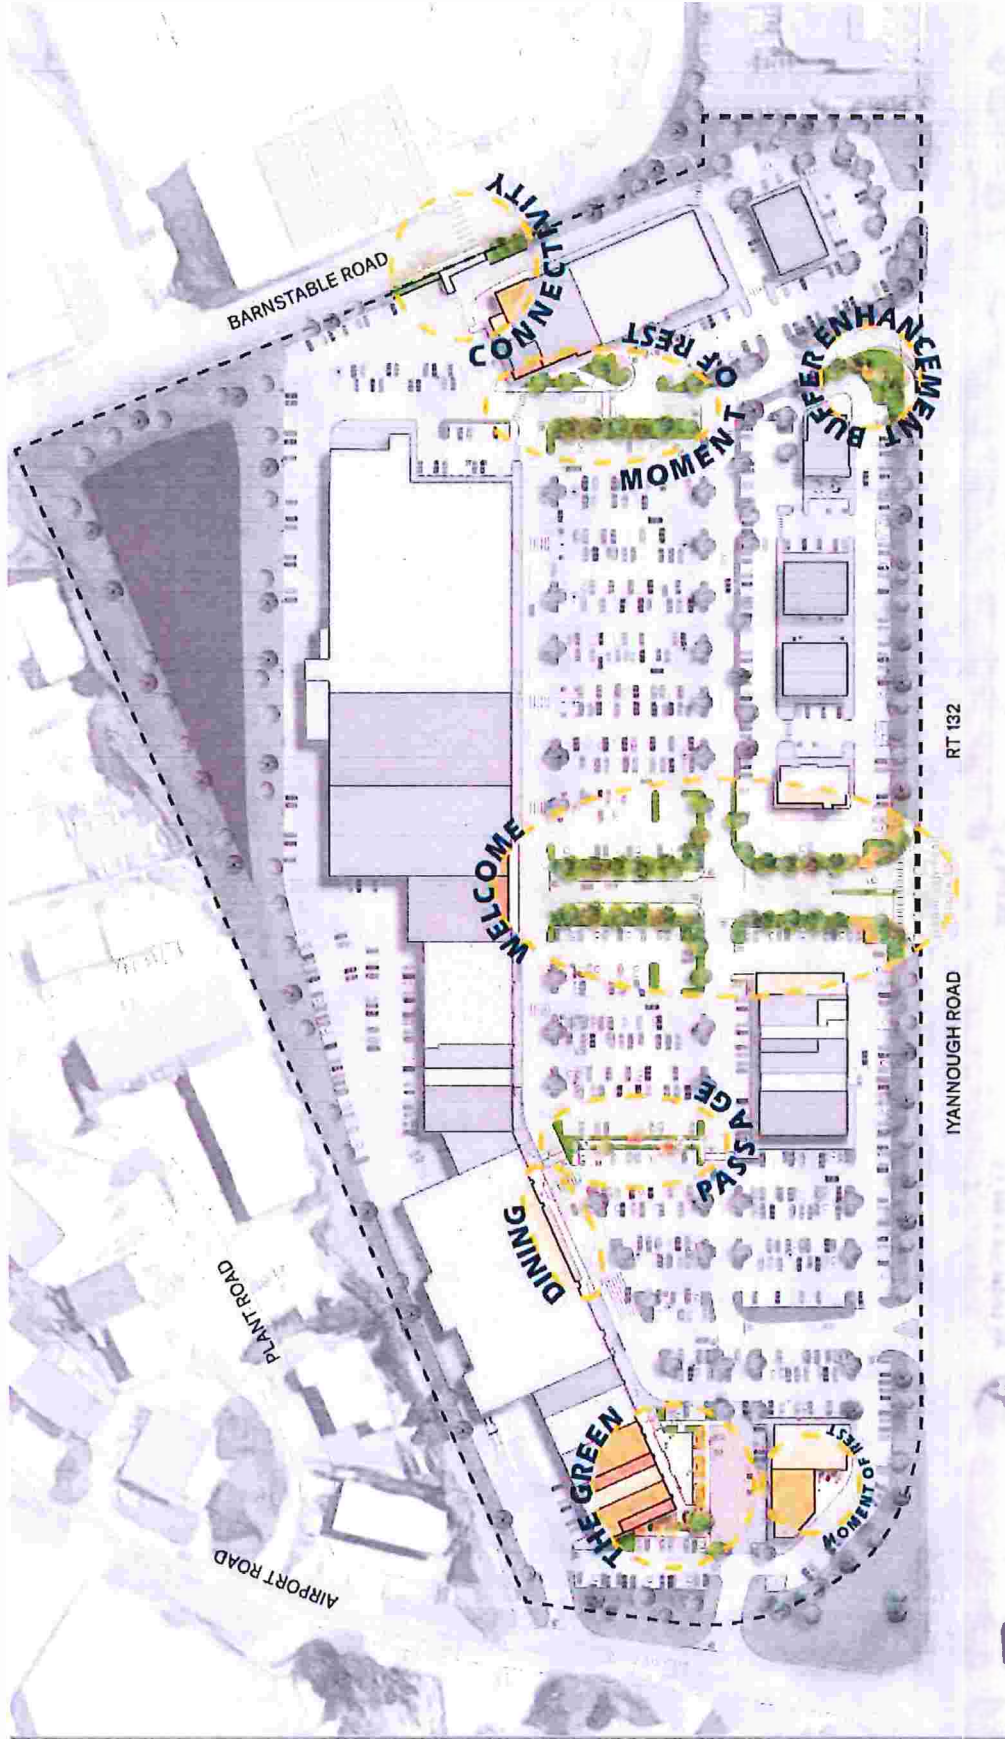 CONNECTIVITY
BARNSTABLE ROAD
MOMENT OF REST
BUFFER ENHANCEMENT
RT 132
WELCOME
IYANNOUGH ROAD
PASSAGE
DINING
PLANT ROAD
THE GREEN
MOMENT OF REST
AIRPORT ROAD